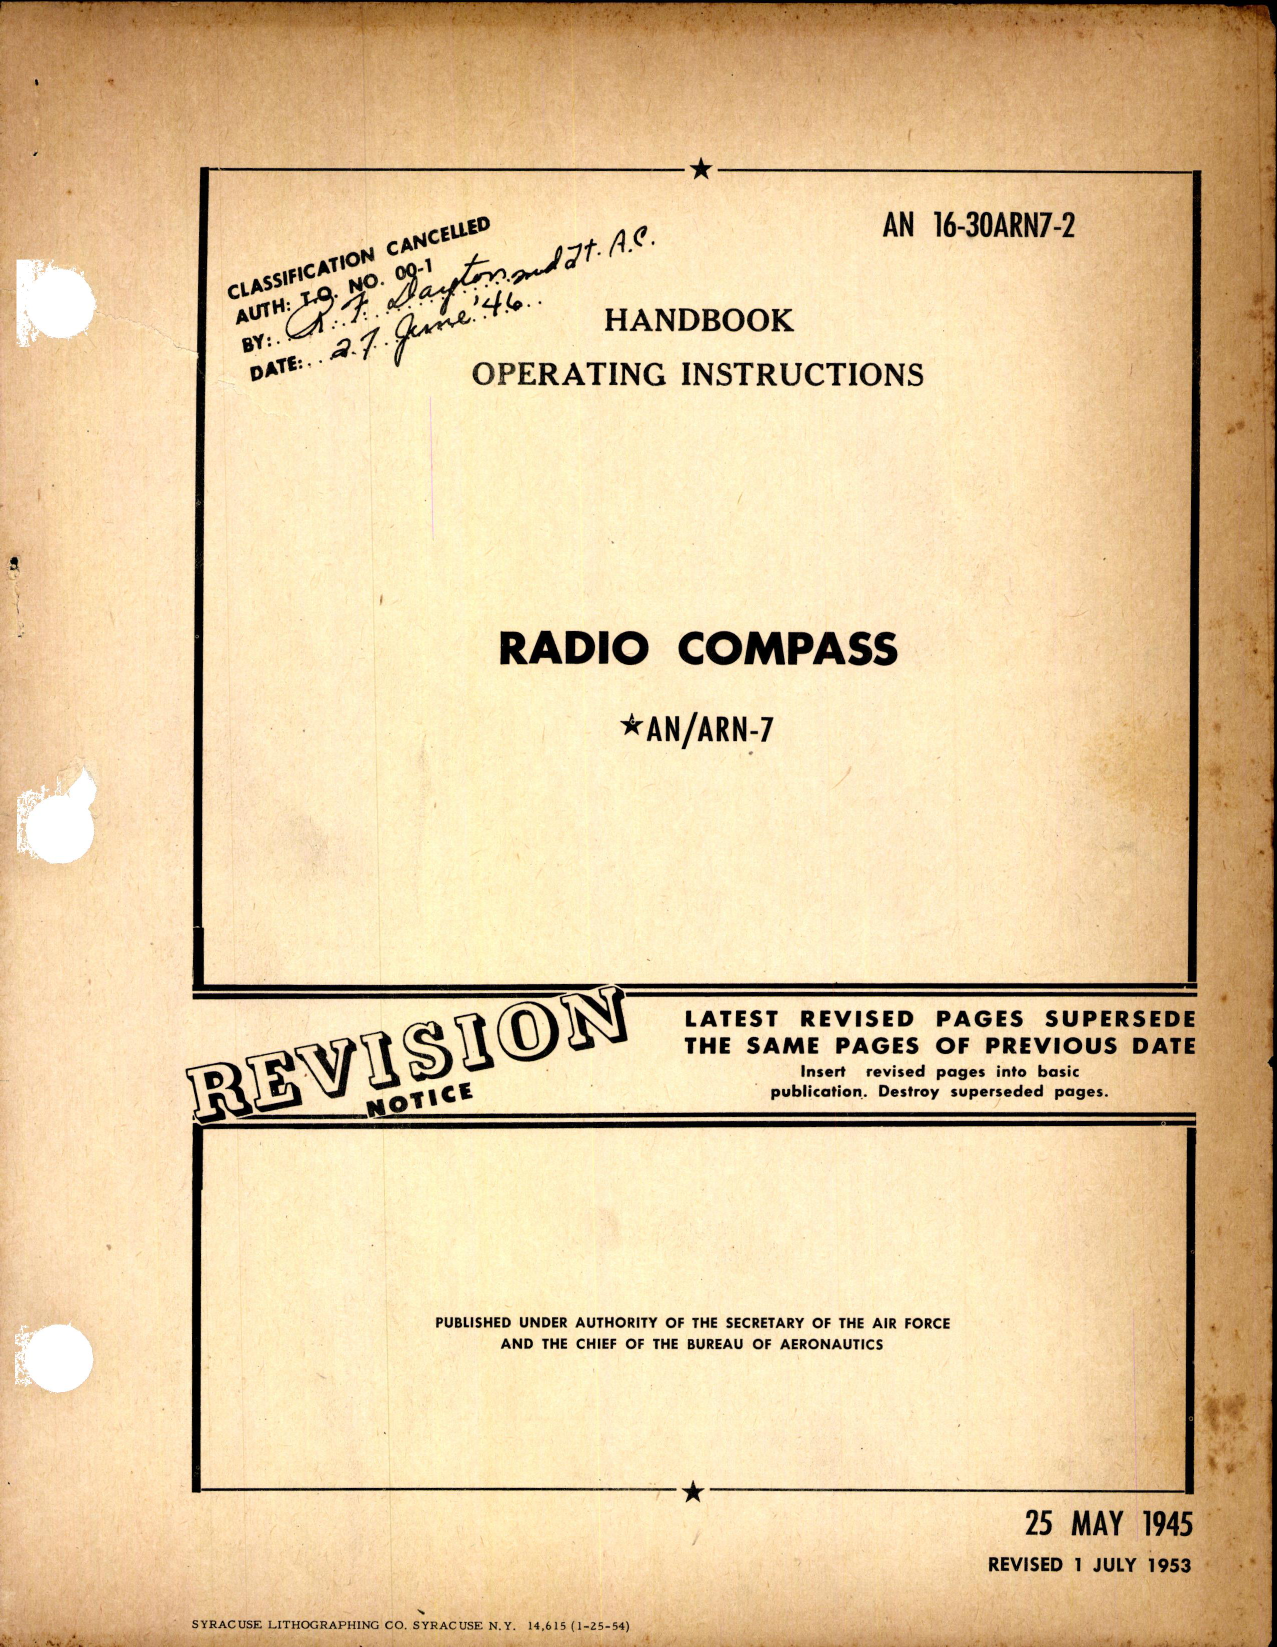 AN 16-30ARN7-2
CLASSIFICATION CANCELLED
AUTH: T.O. NO. 00-1
BY: R. F. Dayton 2nd Lt. A.C.
DATE: 27 June '46
HANDBOOK
OPERATING INSTRUCTIONS
RADIO COMPASS
★AN/ARN-7
REVISION
NOTICE
LATEST REVISED PAGES SUPERSEDE
THE SAME PAGES OF PREVIOUS DATE
Insert revised pages into basic
publication. Destroy superseded pages.
PUBLISHED UNDER AUTHORITY OF THE SECRETARY OF THE AIR FORCE
AND THE CHIEF OF THE BUREAU OF AERONAUTICS
25 MAY 1945
REVISED 1 JULY 1953
SYRACUSE LITHOGRAPHING CO. SYRACUSE N.Y. 14,615 (1-25-54)